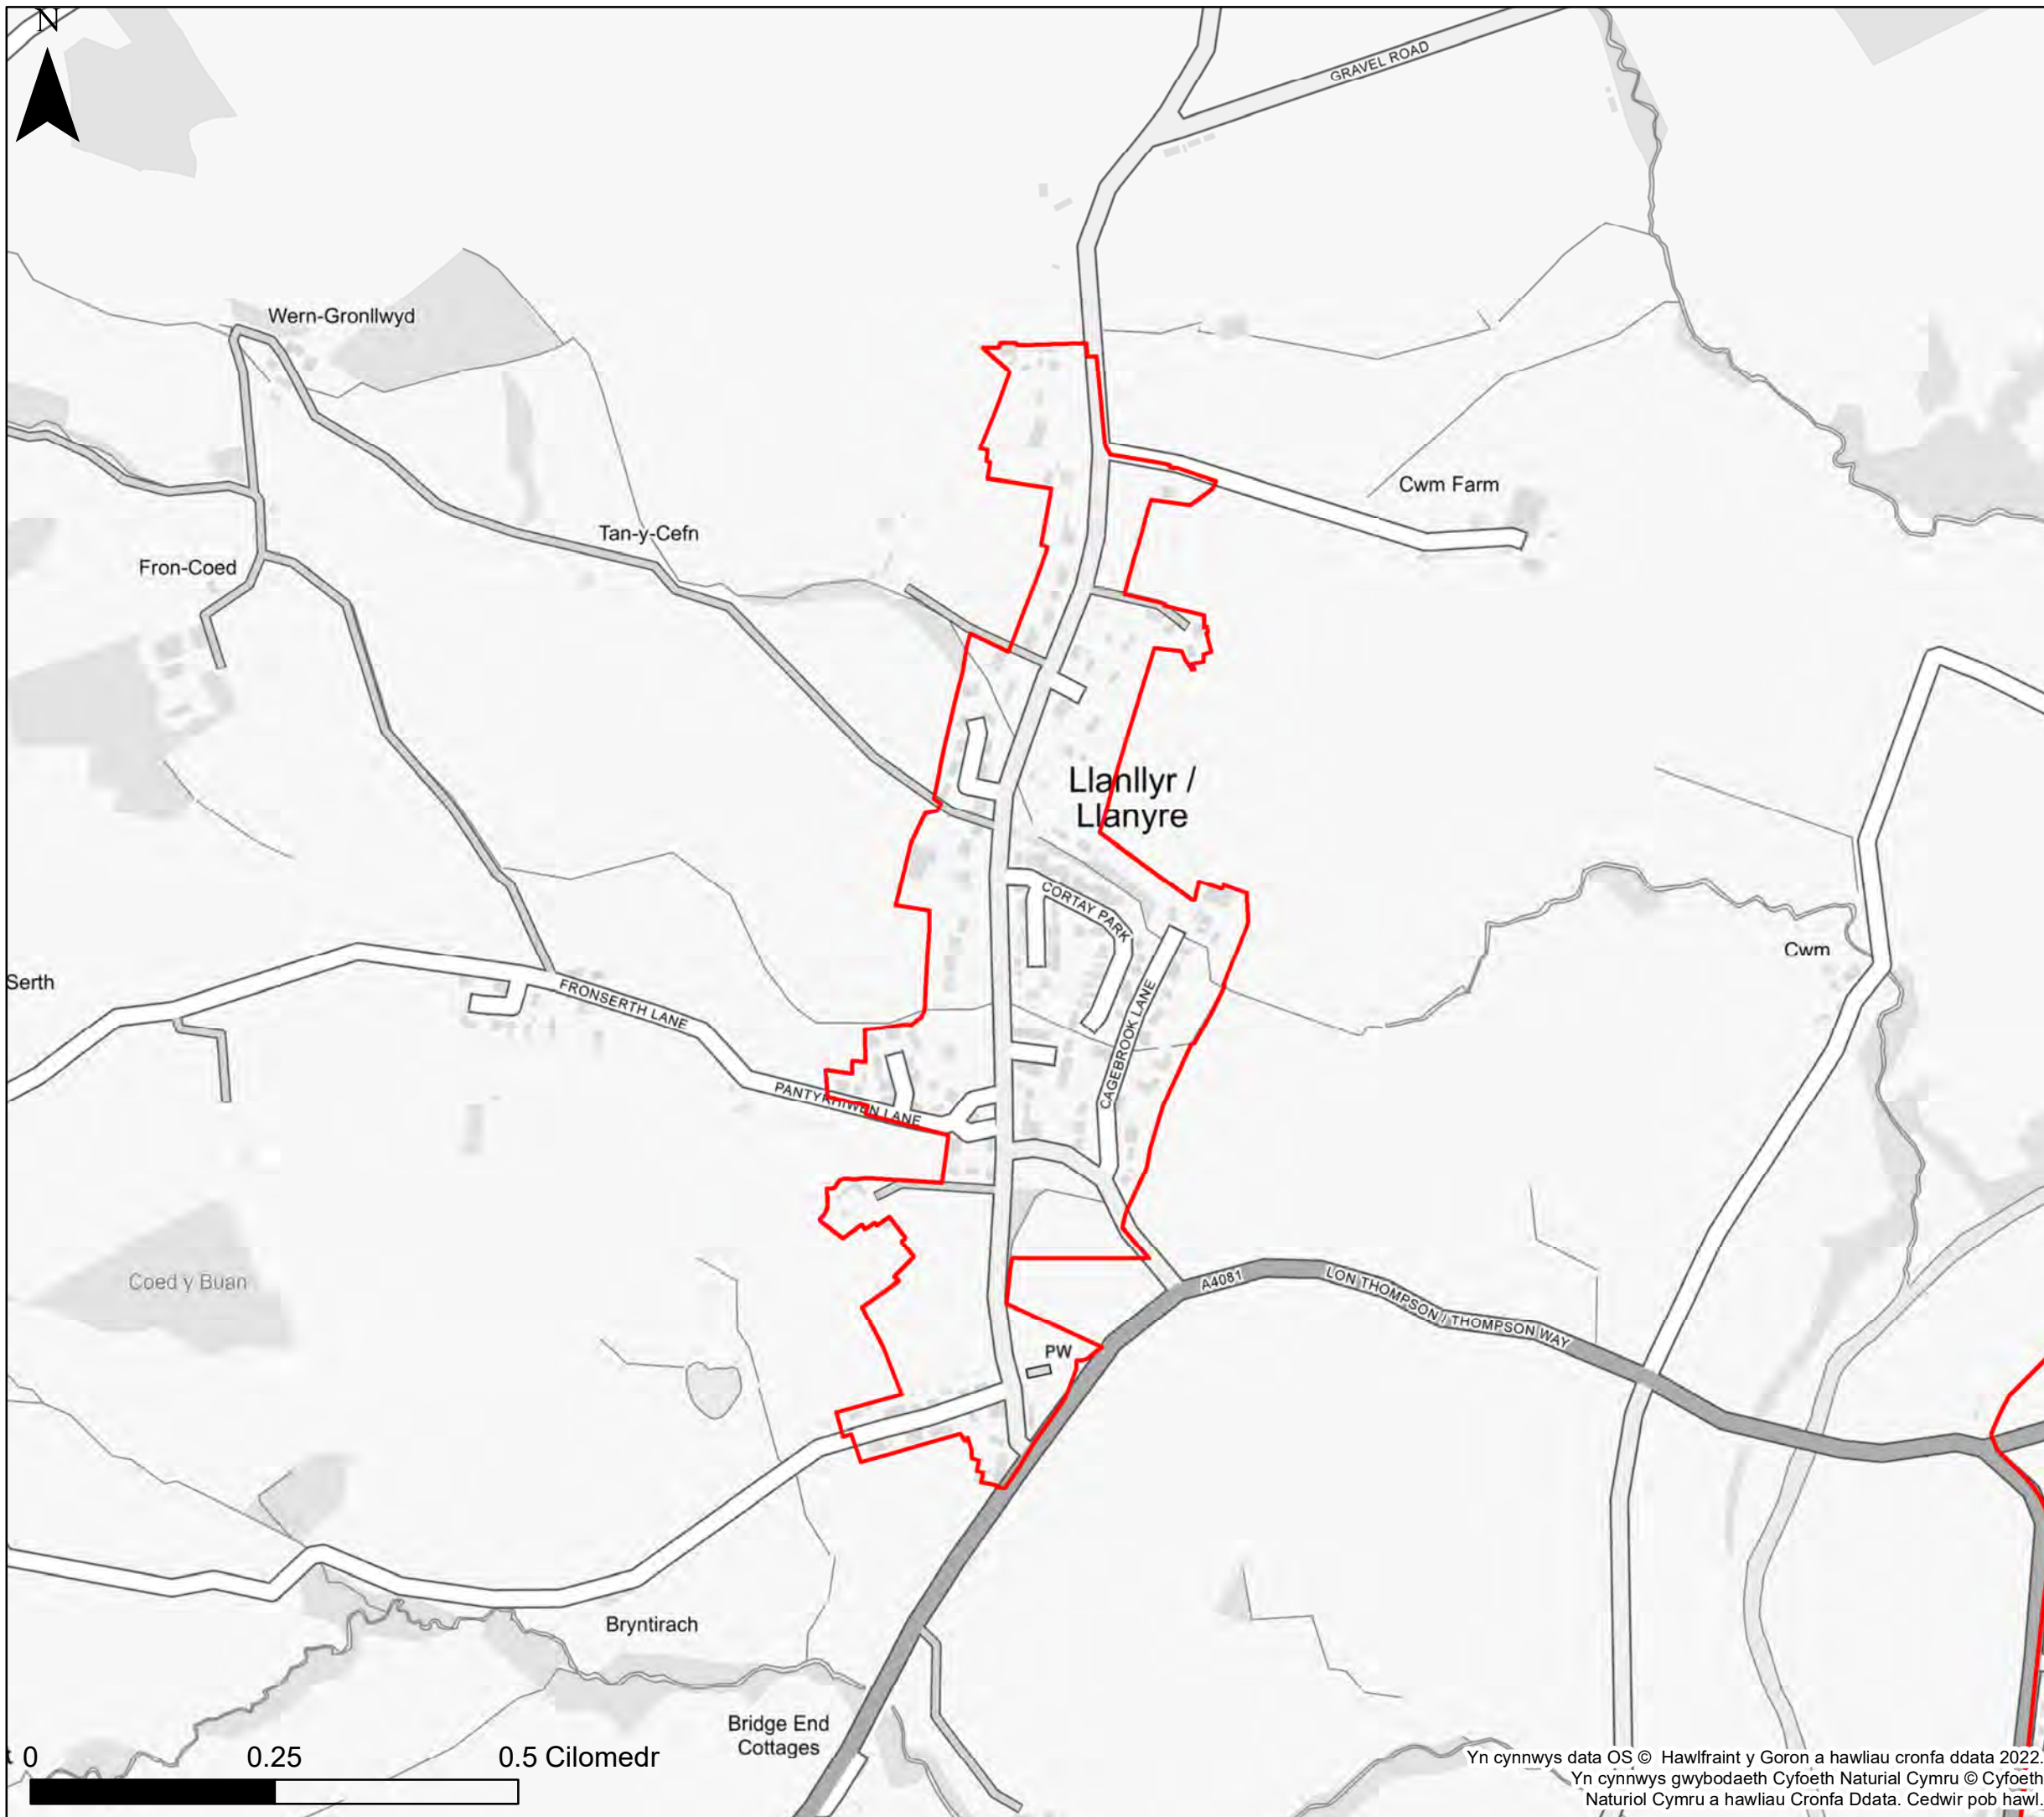 N
GRAVEL ROAD
Wern-Gronllwyd
Cwm Farm
Tan-y-Cefn
Fron-Coed
Llanllyr /
Llanyre
CORTAY PARK
Cwm
Serth
FRONSERTH LANE
CAGEBROOK LANE
PANTYRHIWEN LANE
Coed y Buan
A4081
LON THOMPSON / THOMPSON WAY
PW
Bryntirach
Bridge End
Cottages
0 0.25 0.5 Cilomedr
Yn cynnwys data OS © Hawlfraint y Goron a hawliau cronfa ddata 2022.
Yn cynnwys gwybodaeth Cyfoeth Naturial Cymru © Cyfoeth
Naturiol Cymru a hawliau Cronfa Ddata. Cedwir pob hawl.